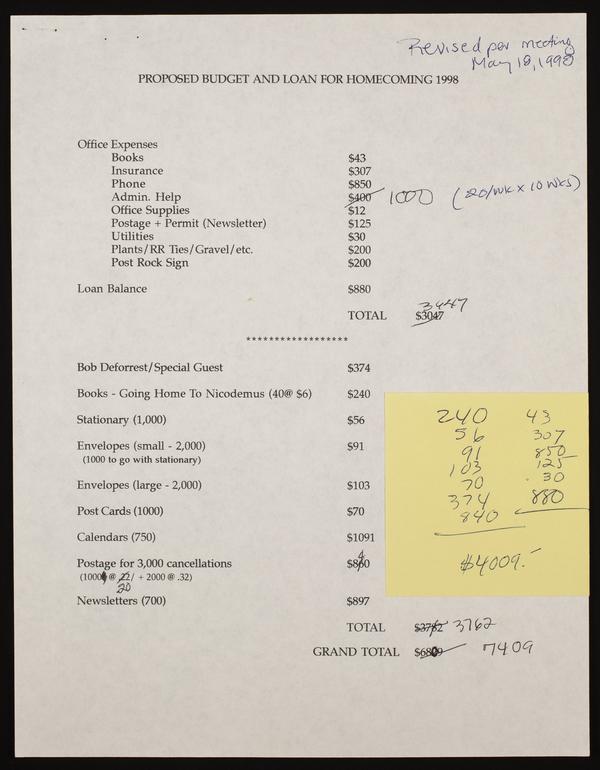 Revised per meeting
May 18, 1998
PROPOSED BUDGET AND LOAN FOR HOMECOMING 1998
Office Expenses
Books $43
Insurance $307
Phone $850
Admin. Help $400 1000 (20/wk x 10 wks)
Office Supplies $12
Postage + Permit (Newsletter) $125
Utilities $30
Plants/RR Ties/Gravel/etc. $200
Post Rock Sign $200
Loan Balance $880
3447
TOTAL $3047
******************
Bob Deforrest/Special Guest $374
Books - Going Home To Nicodemus (40@ $6) $240
Stationary (1,000) $56
Envelopes (small - 2,000) $91
(1000 to go with stationary)
Envelopes (large - 2,000) $103
Post Cards (1000) $70
Calendars (750) $1091
Postage for 3,000 cancellations $840
(1000 @ .22/ + 2000 @ .32)
20
Newsletters (700) $897
TOTAL 3762
GRAND TOTAL $6809 7409
240 43
56 307
91 850
103 125
70 .30
374 880
840
$4009.-